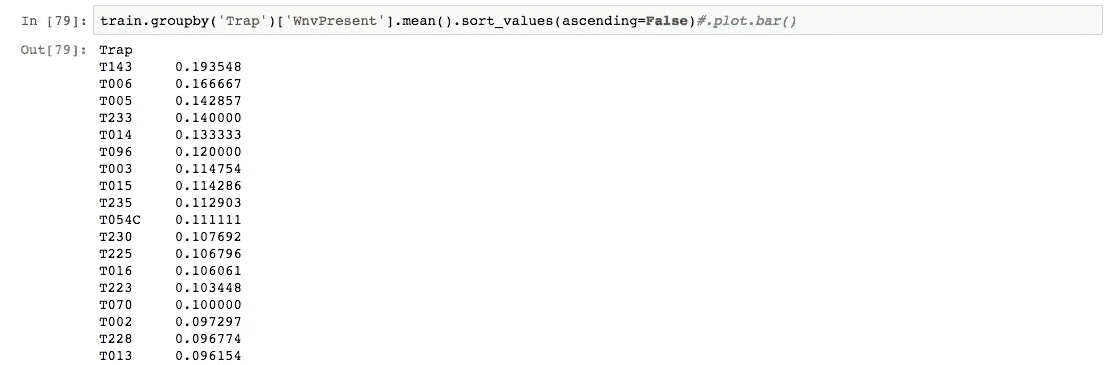 In [79]: train.groupby('Trap')['WnvPresent'].mean().sort_values(ascending=False)#.plot.bar()
Out[79]: Trap
T143 0.193548
T006 0.166667
T005 0.142857
T233 0.140000
T014 0.133333
T096 0.120000
T003 0.114754
T015 0.114286
T235 0.112903
T054C 0.111111
T230 0.107692
T225 0.106796
T016 0.106061
T223 0.103448
T070 0.100000
T002 0.097297
T228 0.096774
T013 0.096154